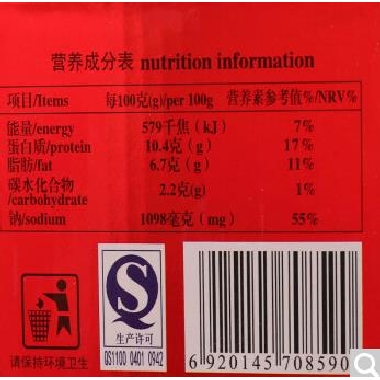 营养成分表 nutrition information
项目/Items 每100克(g)/per 100g 营养素参考值%/NRV%
能量/energy 579千焦(kJ) 7%
蛋白质/protein 10.4克(g) 17%
脂肪/fat 6.7克(g) 11%
碳水化合物
/carbohydrate 2.2克(g) 1%
钠/sodium 1098毫克(mg) 55%
生产许可
QS1100 0401 0942
请保持环境卫生
6 920145 708590